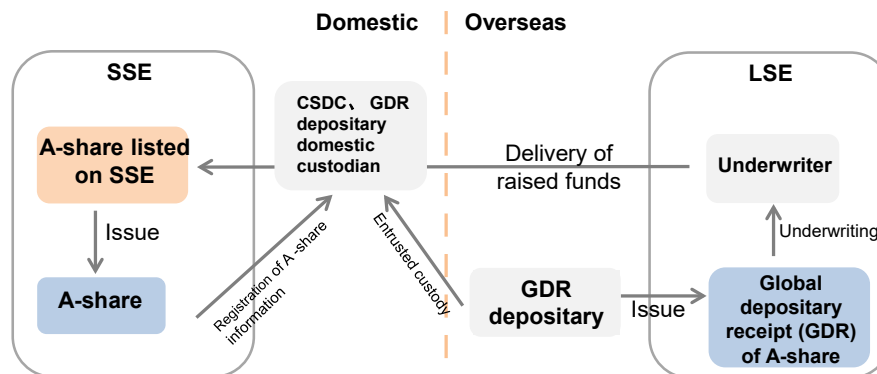 Domestic
Overseas
SSE
LSE
CSDC、GDR
depositary
domestic
custodian
A-share listed
on SSE
Delivery of
raised funds
Underwriter
Issue
Registration of A -share
information
Entrusted custody
Underwriting
A-share
GDR
depositary
Issue
Global
depositary
receipt (GDR)
of A-share